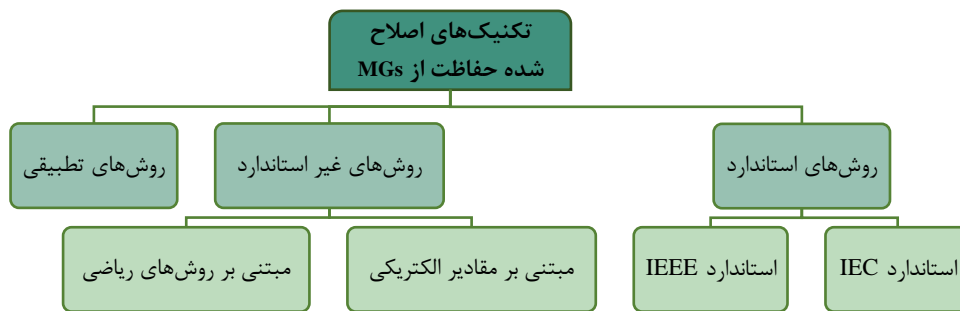 تکنیک‌های اصلاح
شده حفاظت از MGs
روش‌های استاندارد
روش‌های غیر استاندارد
روش‌های تطبیقی
استاندارد IEC
استاندارد IEEE
مبتنی بر مقادیر الکتریکی
مبتنی بر روش‌های ریاضی